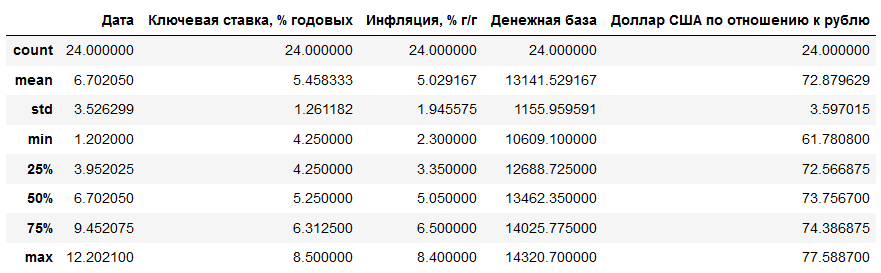 Дата Ключевая ставка, % годовых Инфляция, % г/г Денежная база Доллар США по отношению к рублю
count 24.000000 24.000000 24.000000 24.000000 24.000000
mean 6.702050 5.458333 5.029167 13141.529167 72.879629
std 3.526299 1.261182 1.945575 1155.959591 3.597015
min 1.202000 4.250000 2.300000 10609.100000 61.780800
25% 3.952025 4.250000 3.350000 12688.725000 72.566875
50% 6.702050 5.250000 5.050000 13462.350000 73.756700
75% 9.452075 6.312500 6.500000 14025.775000 74.386875
max 12.202100 8.500000 8.400000 14320.700000 77.588700